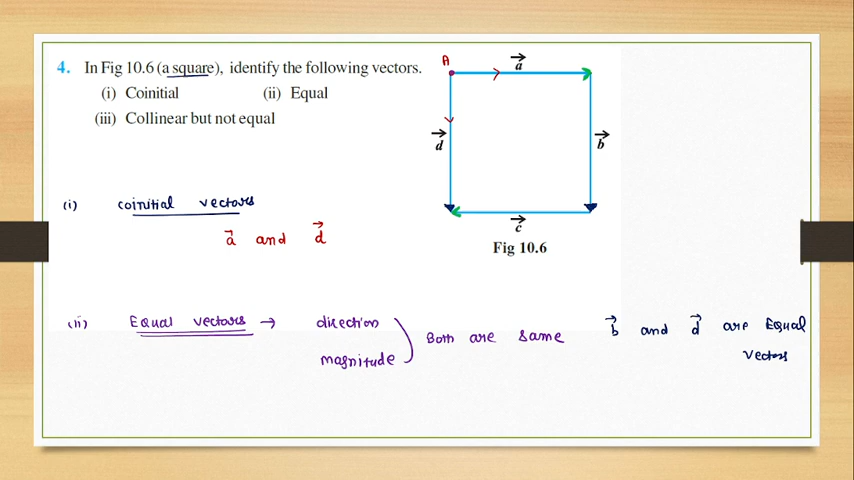 4. In Fig 10.6 (a square), identify the following vectors.
(i) Coinitial (ii) Equal
(iii) Collinear but not equal
A
a
d
b
c
Fig 10.6
(i) coinitial vectors
a and d
(ii) Equal vectors → direction
magnitude
Both are same
b and d are Equal
vectors